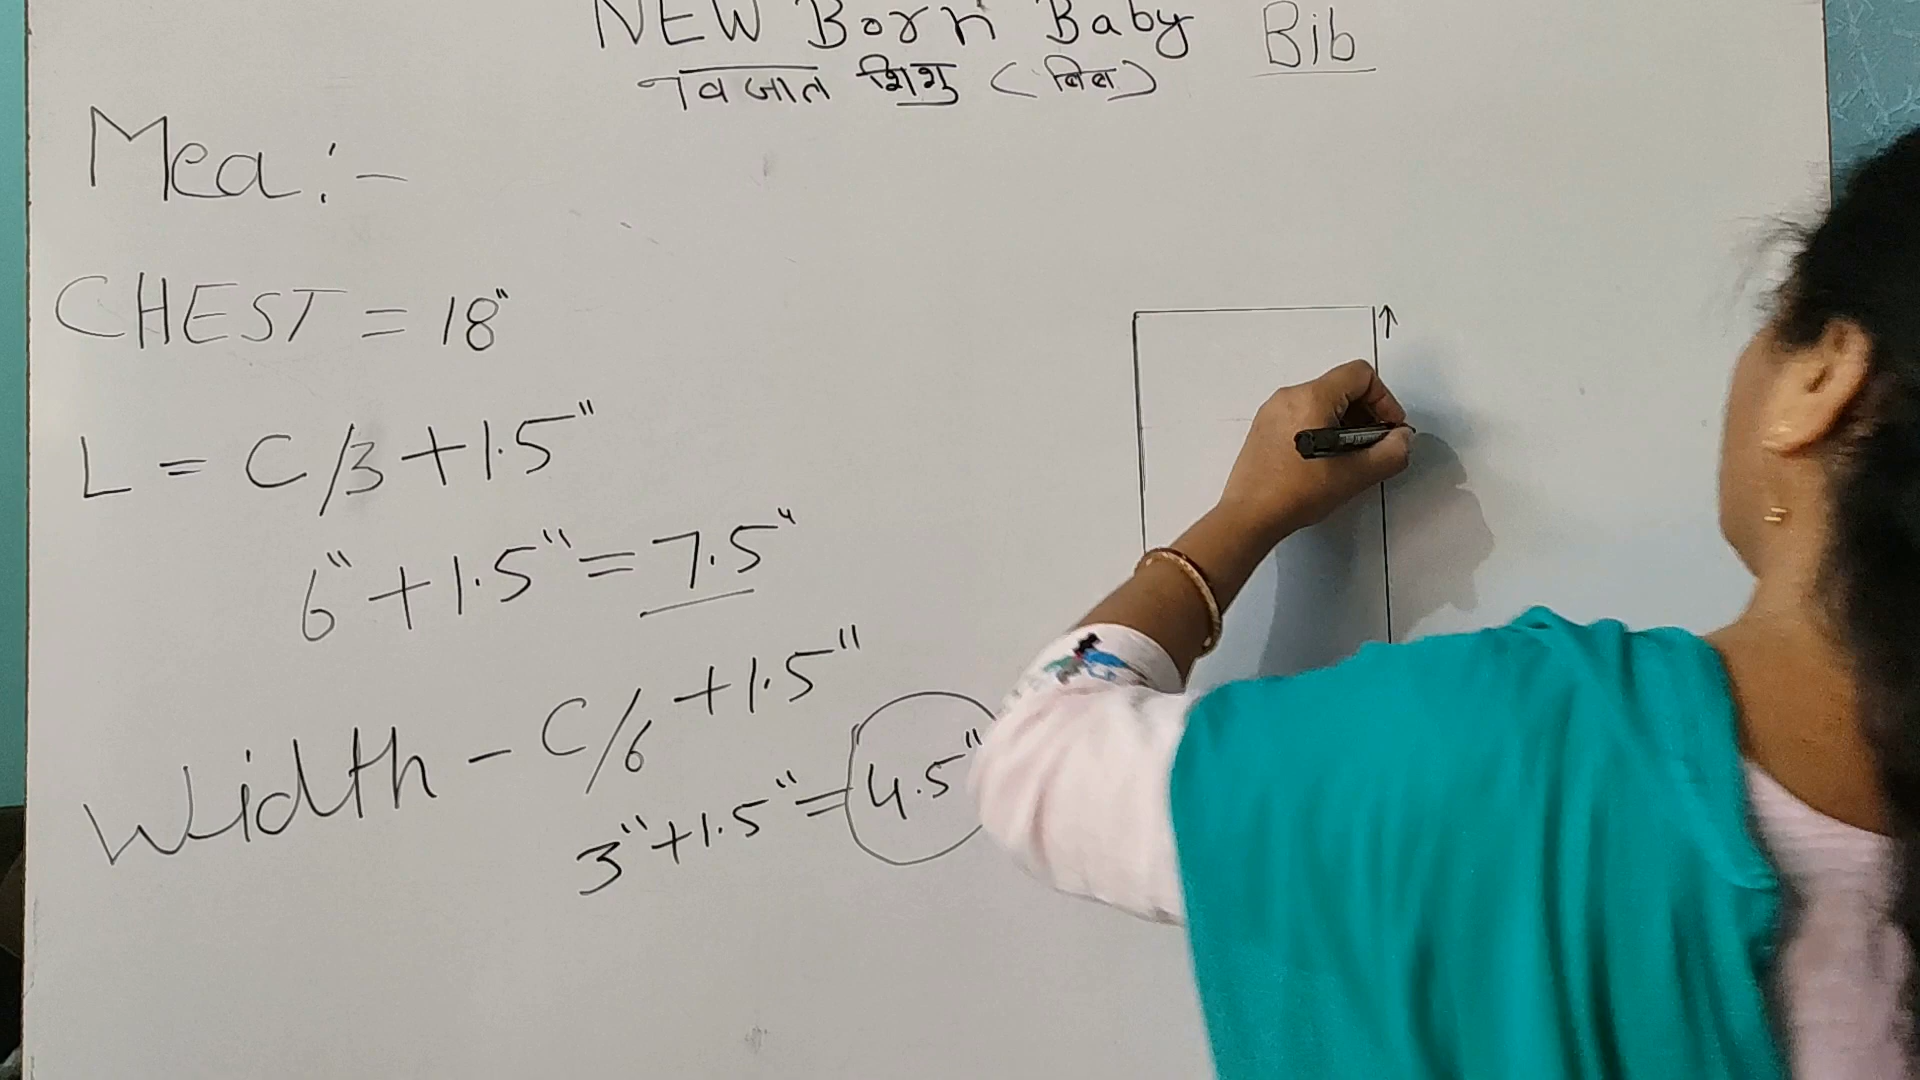 NEW Born Baby Bib
नवजात शिशु (बिब)
Mea:-
CHEST = 18"
L = C/3+1.5"
6"+1.5"=7.5"
Width - C/6+1.5"
3"+1.5"=4.5"